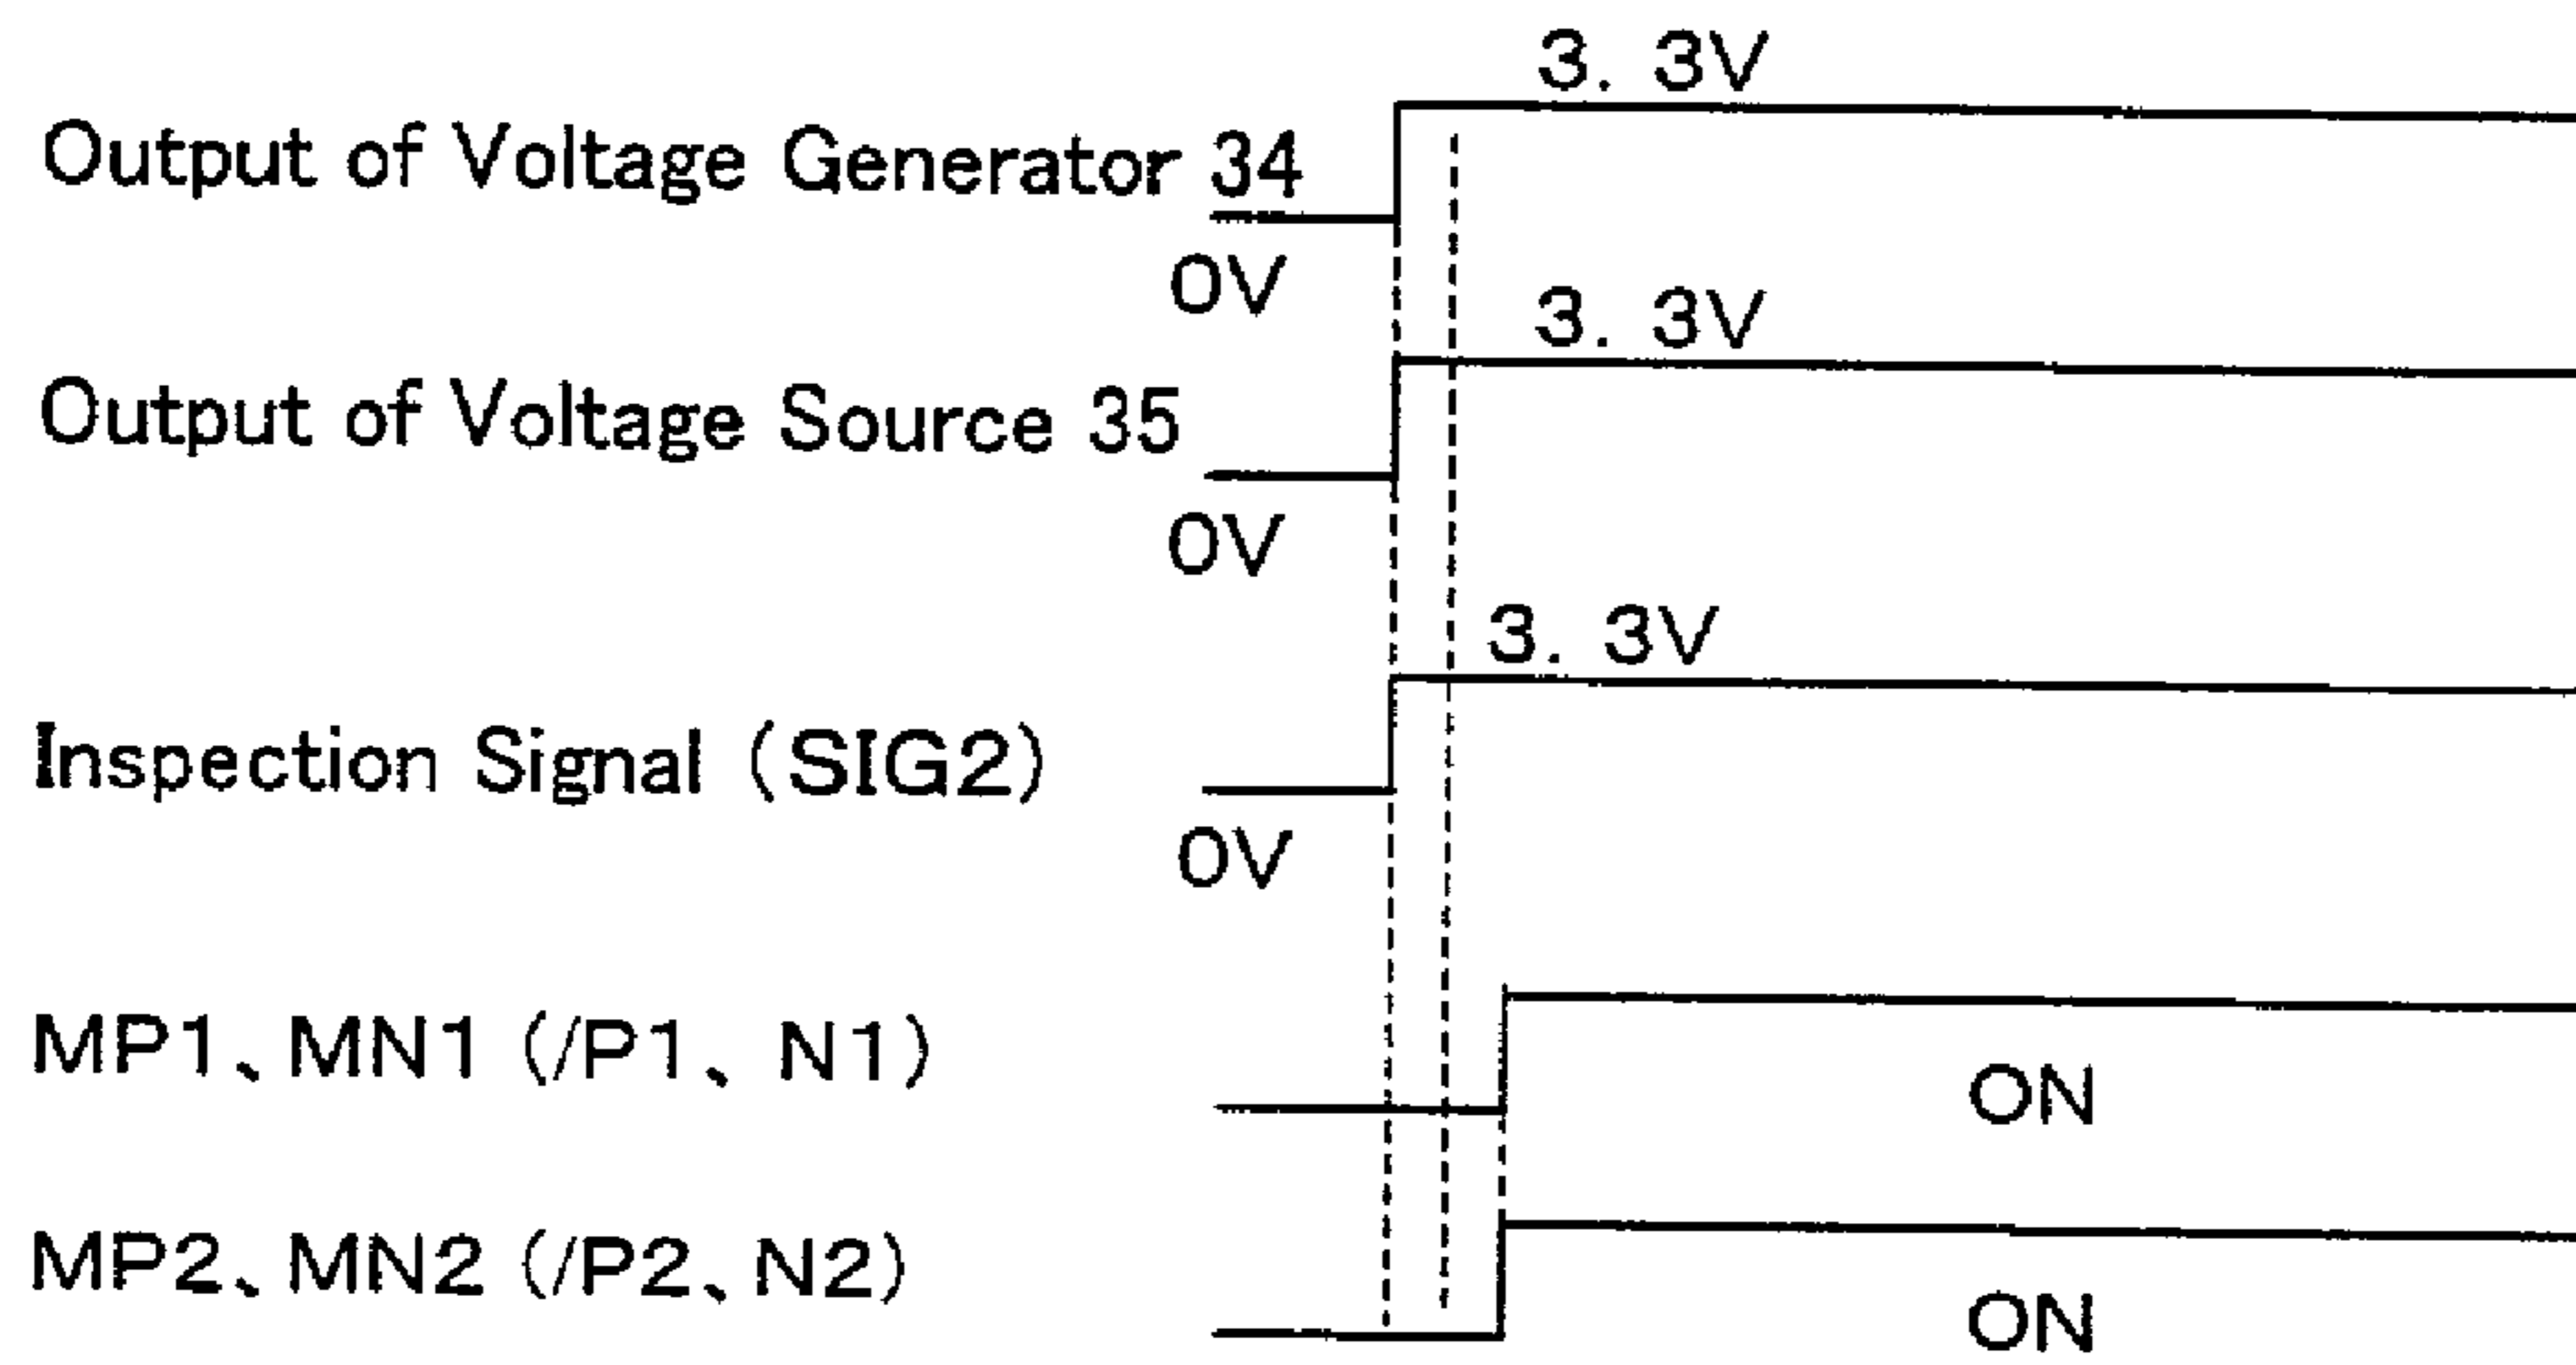 3. 3V
Output of Voltage Generator 34
0V
3. 3V
Output of Voltage Source 35
0V
3. 3V
Inspection Signal (SIG2)
0V
MP1、MN1 (/P1、N1)
ON
MP2、MN2 (/P2、N2)
ON